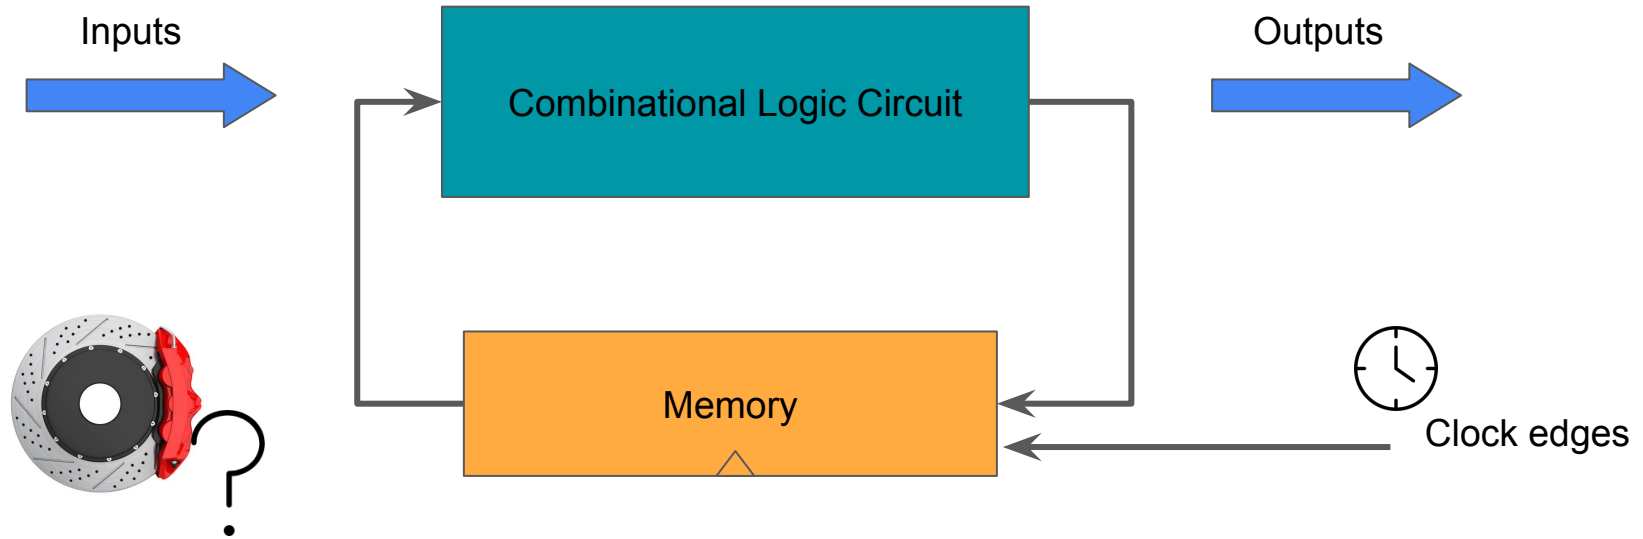 Inputs
Outputs
Combinational Logic Circuit
Memory
Clock edges
?